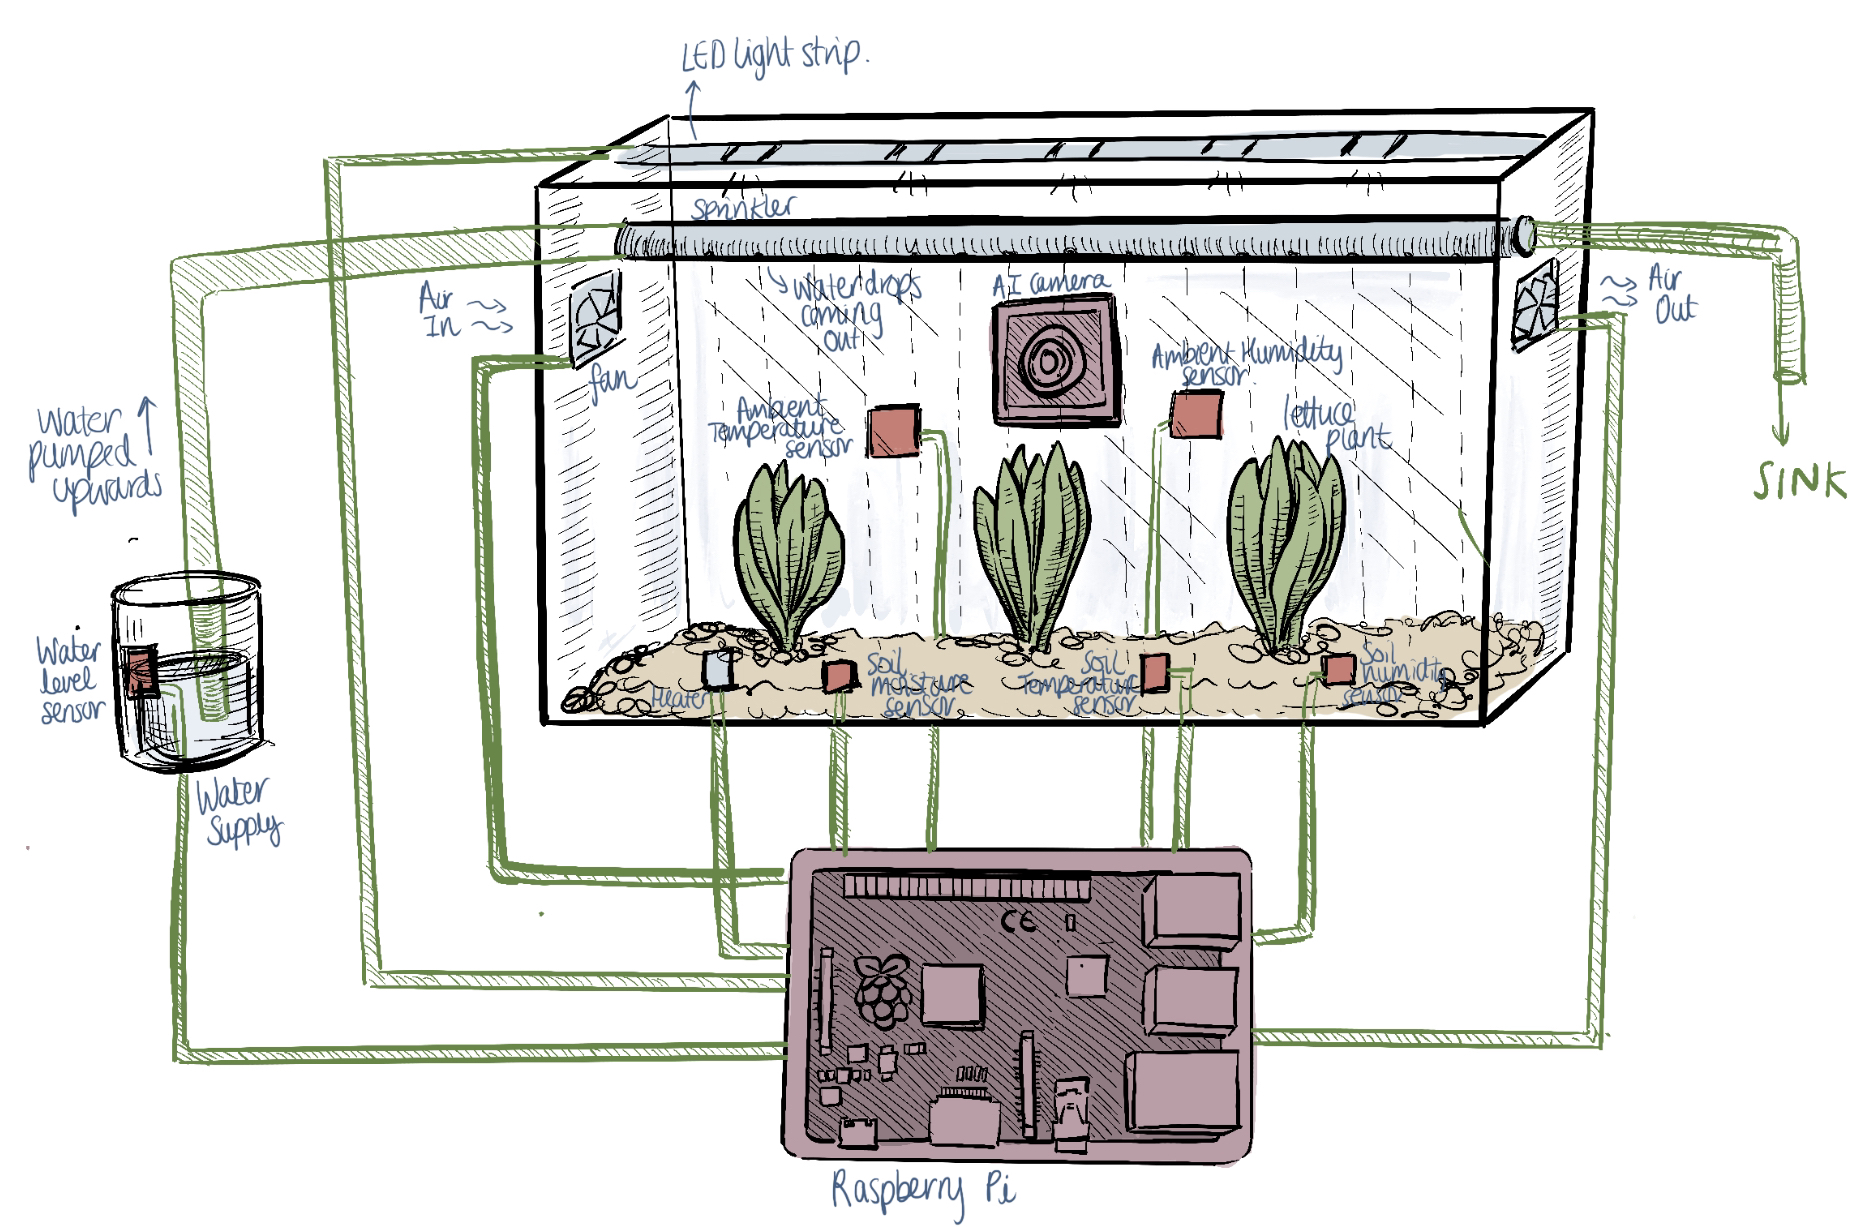 LED light strip.
Sprinkler
Water drops
coming
Out
AI camera
Air
In
Air
Out
fan
Ambient Humidity
sensor
Ambient
Temperature
sensor
lettuce
plant
Water
pumped
upwards
SINK
Water
level
sensor
Heater
Soil
moisture
sensor
Soil
Temperature
sensor
Soil
humidity
sensor
Water
Supply
CE
Raspberry Pi